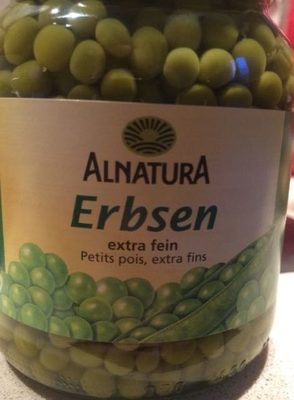 ALNATURA
Erbsen
extra fein
Petits pois, extra fins